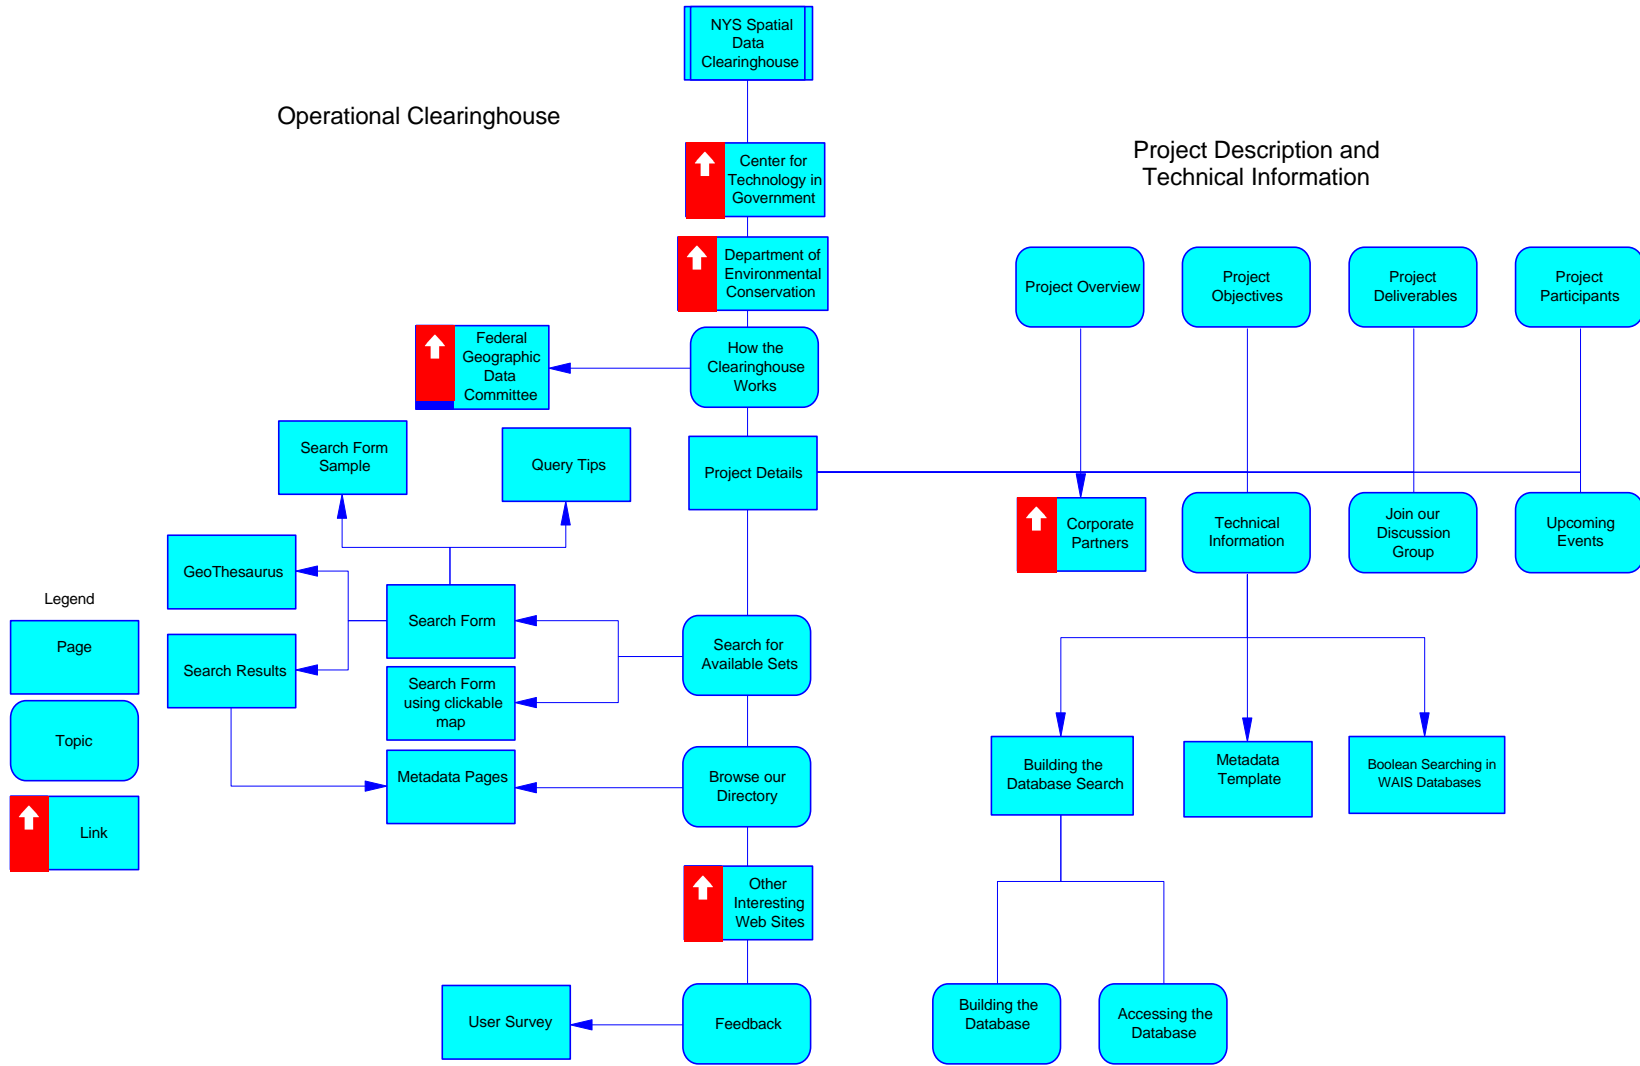 NYS Spatial
Data
Clearinghouse
Operational Clearinghouse
Project Description and
Technical Information
Center for
Technology in
Government
Department of
Environmental
Conservation
Project Overview
Project
Objectives
Project
Deliverables
Project
Participants
Federal
Geographic
Data
Committee
How the
Clearinghouse
Works
Search Form
Sample
Query Tips
Project Details
Corporate
Partners
Technical
Information
Join our
Discussion
Group
Upcoming
Events
GeoThesaurus
Legend
Page
Topic
Link
Search Form
Search for
Available Sets
Search Results
Search Form
using clickable
map
Metadata Pages
Browse our
Directory
Building the
Database Search
Metadata
Template
Boolean Searching in
WAIS Databases
Other
Interesting
Web Sites
User Survey
Feedback
Building the
Database
Accessing the
Database